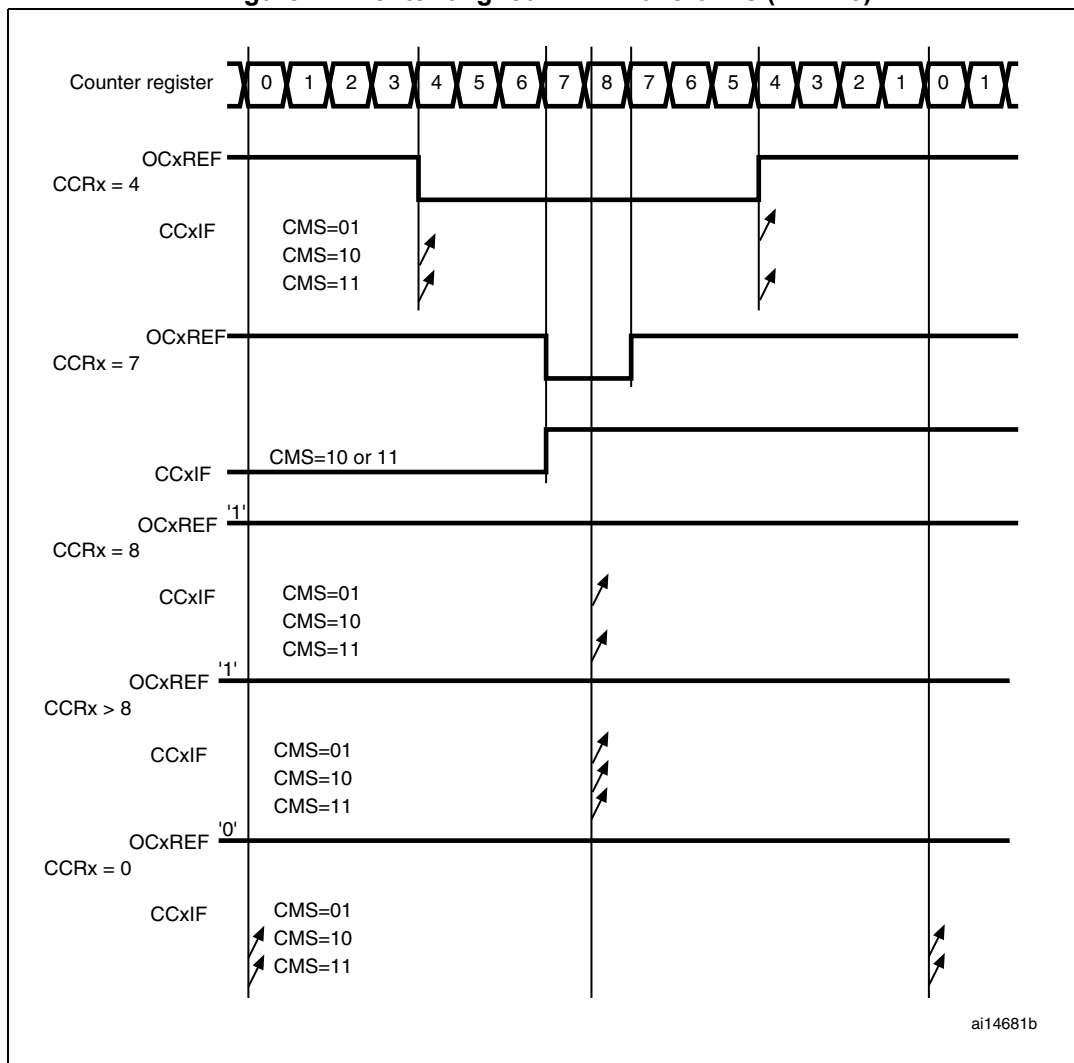 Counter register 0 1 2 3 4 5 6 7 8 7 6 5 4 3 2 1 0 1
OCxREF
CCRx = 4
CCxIF
CMS=01
CMS=10
CMS=11
OCxREF
CCRx = 7
CMS=10 or 11
CCxIF
'1'
OCxREF
CCRx = 8
CCxIF
CMS=01
CMS=10
CMS=11
'1'
OCxREF
CCRx > 8
CCxIF
CMS=01
CMS=10
CMS=11
'0'
OCxREF
CCRx = 0
CCxIF
CMS=01
CMS=10
CMS=11
ai14681b